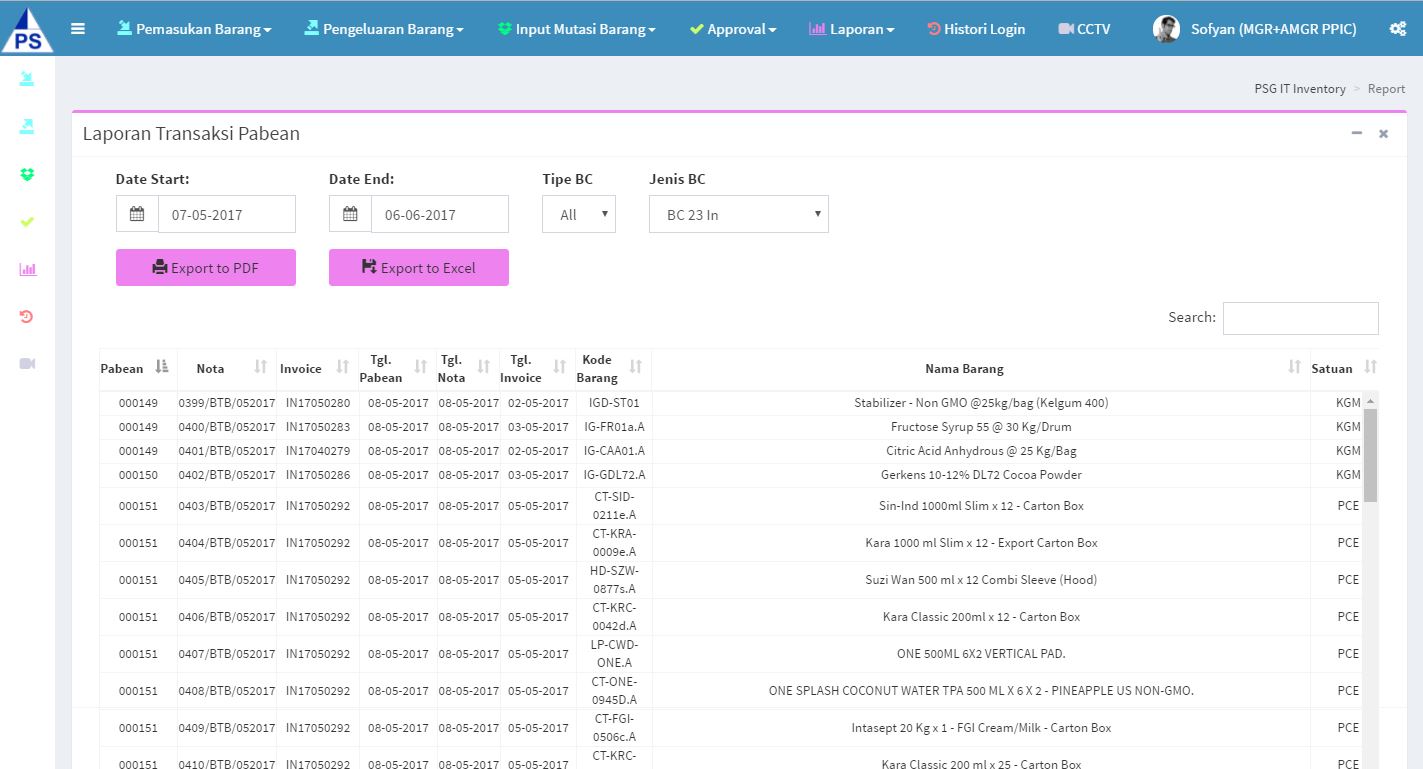 PS
Pemasukan Barang
Pengeluaran Barang
Input Mutasi Barang
Approval
Laporan
Histori Login
CCTV
Sofyan (MGR+AMGR PPIC)
PSG IT Inventory > Report
Laporan Transaksi Pabean
Date Start: Date End: Tipe BC Jenis BC
07-05-2017 06-06-2017 All BC 23 In
Export to PDF Export to Excel
Search:
Pabean Nota Invoice Tgl. Pabean Tgl. Nota Tgl. Invoice Kode Barang Nama Barang Satuan
000149 0399/BTB/052017 IN17050280 08-05-2017 08-05-2017 02-05-2017 IGD-ST01 Stabilizer - Non GMO @25kg/bag (Kelgum 400) KGM
000149 0400/BTB/052017 IN17050283 08-05-2017 08-05-2017 03-05-2017 IG-FR01a.A Fructose Syrup 55 @ 30 Kg/Drum KGM
000149 0401/BTB/052017 IN17040279 08-05-2017 08-05-2017 02-05-2017 IG-CAA01.A Citric Acid Anhydrous @ 25 Kg/Bag KGM
000150 0402/BTB/052017 IN17050286 08-05-2017 08-05-2017 03-05-2017 IG-GDL72.A Gerkens 10-12% DL72 Cocoa Powder KGM
000151 0403/BTB/052017 IN17050292 08-05-2017 08-05-2017 05-05-2017 CT-SID-0211e.A Sin-Ind 1000ml Slim x 12 - Carton Box PCE
000151 0404/BTB/052017 IN17050292 08-05-2017 08-05-2017 05-05-2017 CT-KRA-0009e.A Kara 1000 ml Slim x 12 - Export Carton Box PCE
000151 0405/BTB/052017 IN17050292 08-05-2017 08-05-2017 05-05-2017 HD-SZW-0877s.A Suzi Wan 500 ml x 12 Combi Sleeve (Hood) PCE
000151 0406/BTB/052017 IN17050292 08-05-2017 08-05-2017 05-05-2017 CT-KRC-0042d.A Kara Classic 200ml x 12 - Carton Box PCE
000151 0407/BTB/052017 IN17050292 08-05-2017 08-05-2017 05-05-2017 LP-CWD-ONE.A ONE 500ML 6X2 VERTICAL PAD. PCE
000151 0408/BTB/052017 IN17050292 08-05-2017 08-05-2017 05-05-2017 CT-ONE-0945D.A ONE SPLASH COCONUT WATER TPA 500 ML X 6 X 2 - PINEAPPLE US NON-GMO. PCE
000151 0409/BTB/052017 IN17050292 08-05-2017 08-05-2017 05-05-2017 CT-FGI-0506c.A Intasept 20 Kg x 1 - FGI Cream/Milk - Carton Box PCE
000151 0410/BTB/052017 IN17050292 08-05-2017 08-05-2017 05-05-2017 CT-KRC- Kara Classic 200 ml x 25 - Carton Box PCE